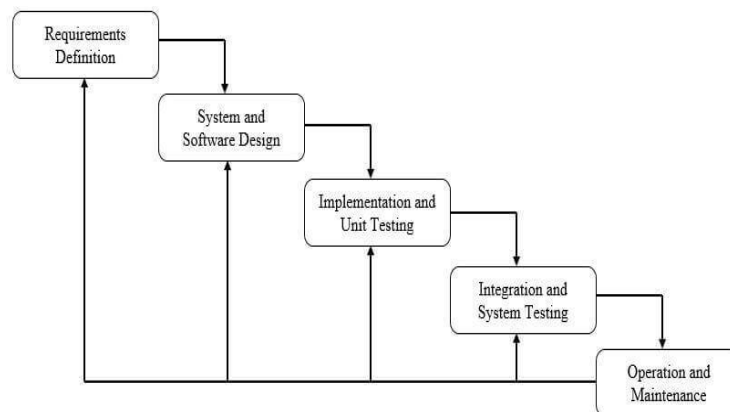 Requirements
Definition
System and
Software Design
Implementation and
Unit Testing
Integration and
System Testing
Operation and
Maintenance